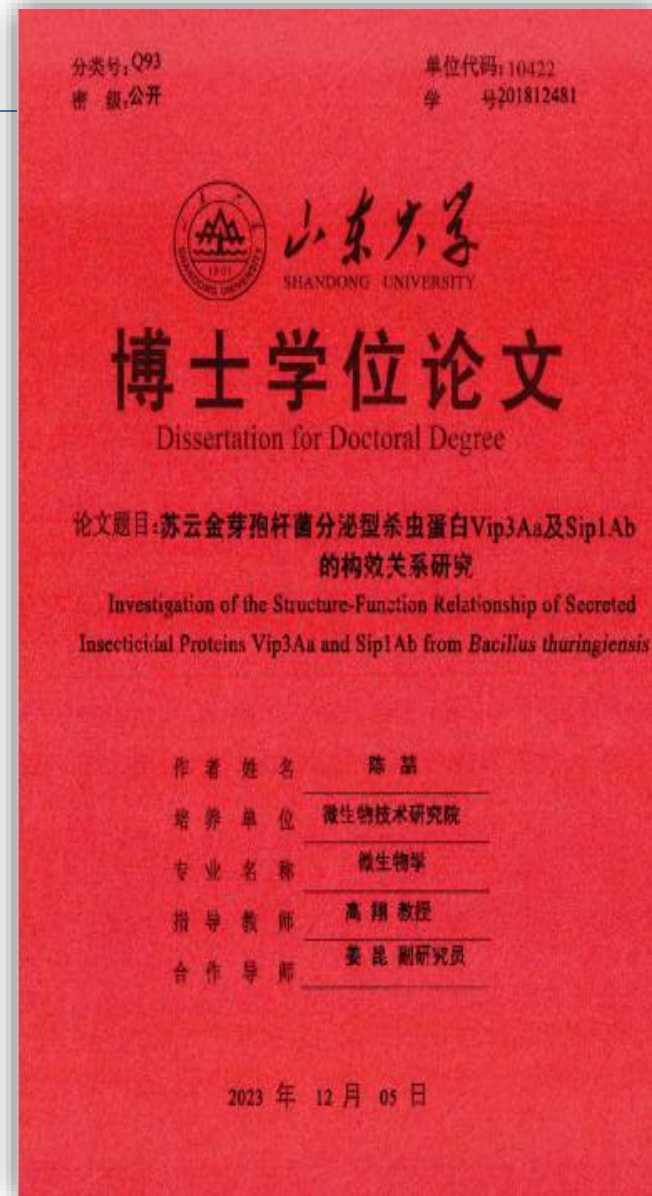 分类号:Q93
单位代码:10422
密 级:公开
学 号201812481
山东大学
SHANDONG UNIVERSITY
1901
SHANDONG UNIVERSITY
博士学位论文
Dissertation for Doctoral Degree
论文题目:苏云金芽孢杆菌分泌型杀虫蛋白Vip3Aa及Sip1Ab
的构效关系研究
Investigation of the Structure-Function Relationship of Secreted
Insecticidal Proteins Vip3Aa and Sip1Ab from Bacillus thuringiensis
作 者 姓 名 陈 喆
培 养 单 位 微生物技术研究院
专 业 名 称 微生物学
指 导 教 师 高 翔 教授
合 作 导 师 姜 昆 副研究员
2023 年 12 月 05 日